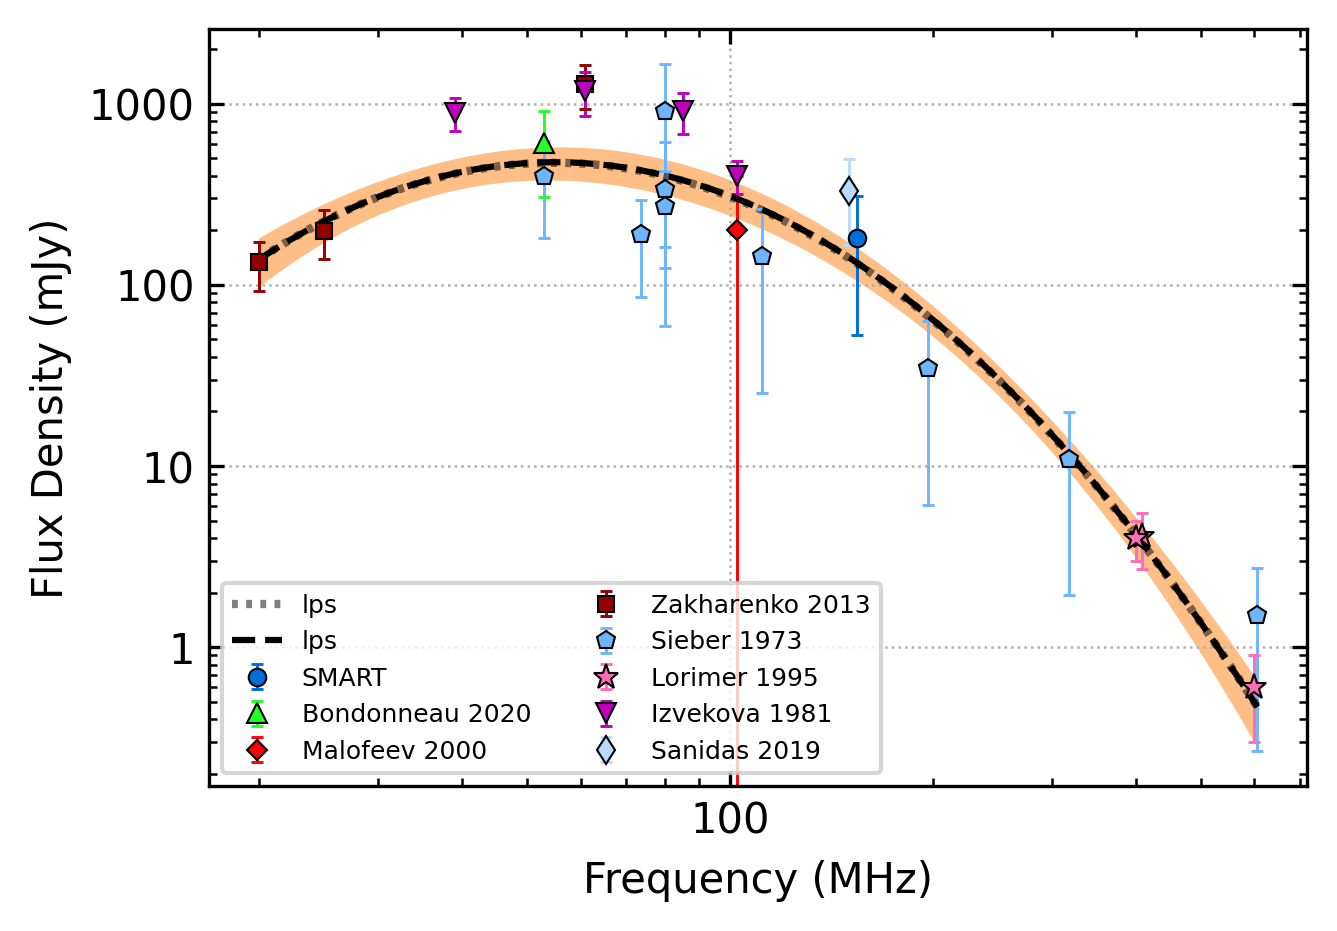 1000
100
10
1
Flux Density (mJy)
lps
lps
SMART
Bondonneau 2020
Malofeev 2000
Zakharenko 2013
Sieber 1973
Lorimer 1995
Izvekova 1981
Sanidas 2019
100
Frequency (MHz)